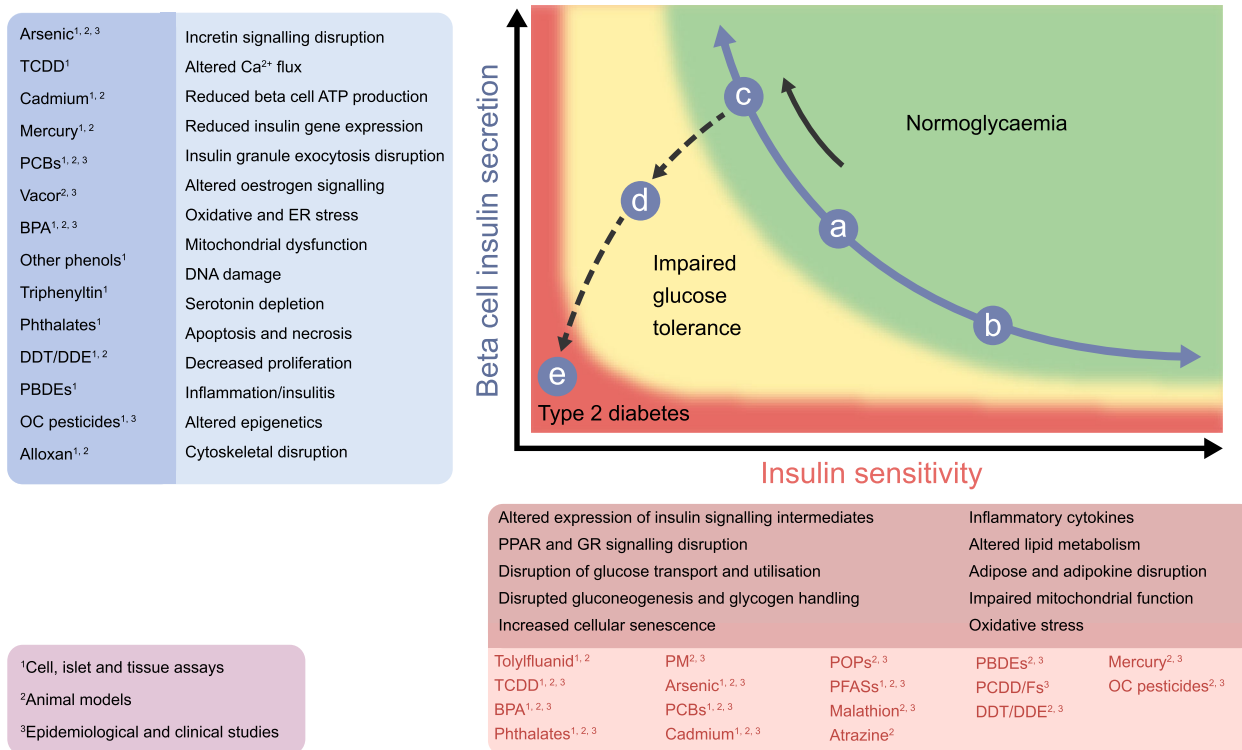 Arsenic1, 2, 3
TCDD1
Cadmium1, 2
Mercury1, 2
PCBs1, 2, 3
Vacor2, 3
BPA1, 2, 3
Other phenols1
Triphenyltin1
Phthalates1
DDT/DDE1, 2
PBDEs1
OC pesticides1, 3
Alloxan1, 2
Incretin signalling disruption
Altered Ca2+ flux
Reduced beta cell ATP production
Reduced insulin gene expression
Insulin granule exocytosis disruption
Altered oestrogen signalling
Oxidative and ER stress
Mitochondrial dysfunction
DNA damage
Serotonin depletion
Apoptosis and necrosis
Decreased proliferation
Inflammation/insulitis
Altered epigenetics
Cytoskeletal disruption
Beta cell insulin secretion
c
Normoglycaemia
d
a
Impaired
glucose
tolerance
b
e
Type 2 diabetes
Insulin sensitivity
Altered expression of insulin signalling intermediates
PPAR and GR signalling disruption
Disruption of glucose transport and utilisation
Disrupted gluconeogenesis and glycogen handling
Increased cellular senescence
Inflammatory cytokines
Altered lipid metabolism
Adipose and adipokine disruption
Impaired mitochondrial function
Oxidative stress
Tolylfluanid1, 2
TCDD1, 2, 3
BPA1, 2, 3
Phthalates1, 2, 3
PM2, 3
Arsenic1, 2, 3
PCBs1, 2, 3
Cadmium1, 2, 3
POPs2, 3
PFASs1, 2, 3
Malathion2, 3
Atrazine2
PBDEs2, 3
PCDD/Fs3
DDT/DDE2, 3
Mercury2, 3
OC pesticides2, 3
1Cell, islet and tissue assays
2Animal models
3Epidemiological and clinical studies